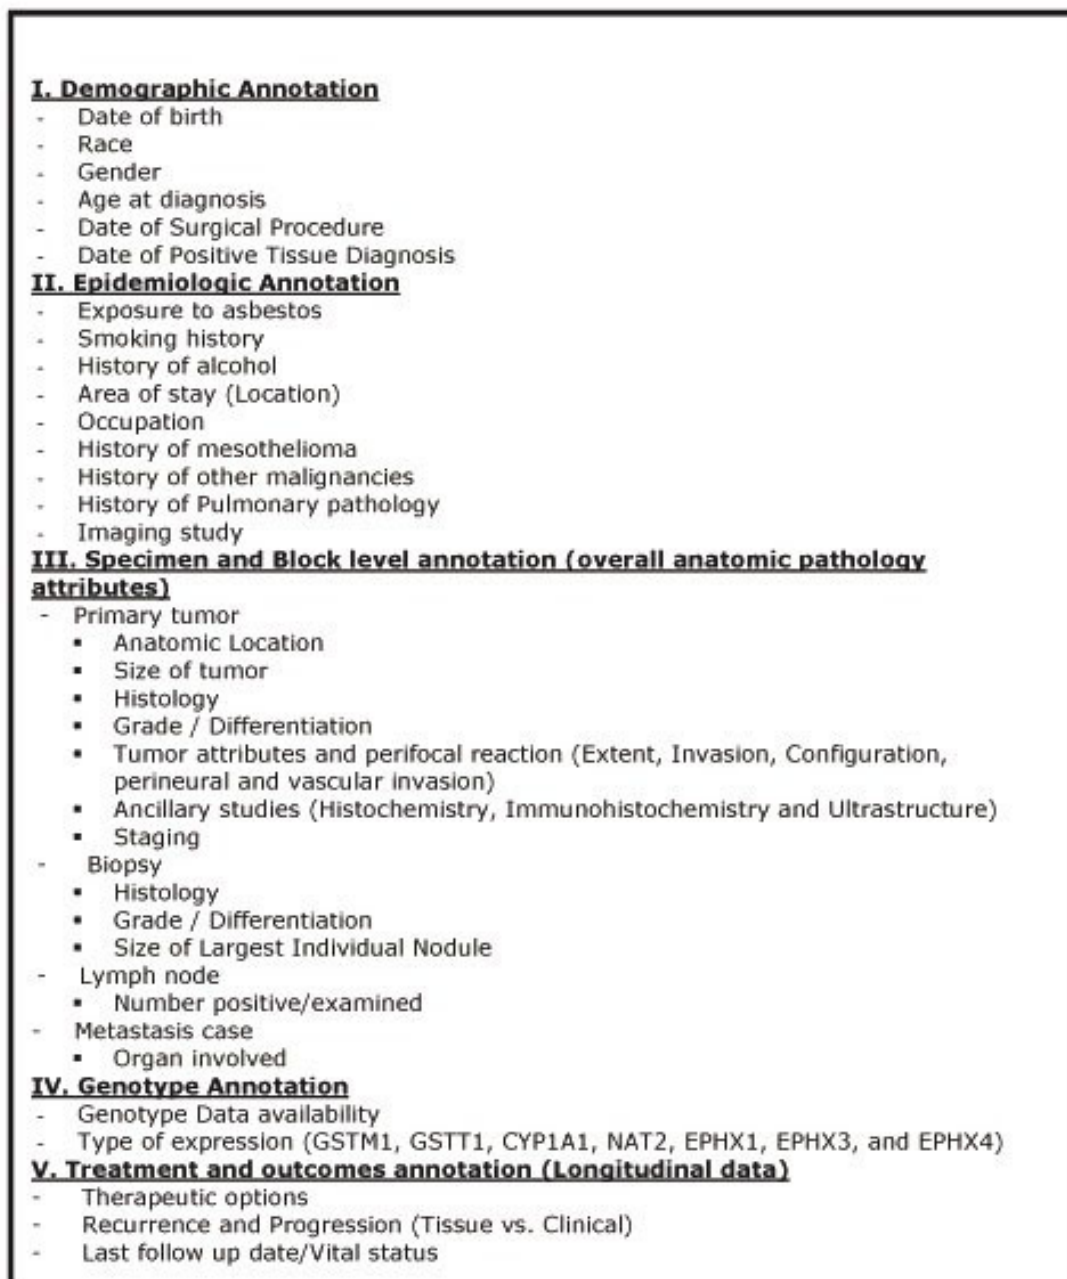 I. Demographic Annotation
- Date of birth
- Race
- Gender
- Age at diagnosis
- Date of Surgical Procedure
- Date of Positive Tissue Diagnosis
II. Epidemiologic Annotation
- Exposure to asbestos
- Smoking history
- History of alcohol
- Area of stay (Location)
- Occupation
- History of mesothelioma
- History of other malignancies
- History of Pulmonary pathology
- Imaging study
III. Specimen and Block level annotation (overall anatomic pathology
attributes)
- Primary tumor
▪ Anatomic Location
▪ Size of tumor
▪ Histology
▪ Grade / Differentiation
▪ Tumor attributes and perifocal reaction (Extent, Invasion, Configuration,
perineural and vascular invasion)
▪ Ancillary studies (Histochemistry, Immunohistochemistry and Ultrastructure)
▪ Staging
- Biopsy
▪ Histology
▪ Grade / Differentiation
▪ Size of Largest Individual Nodule
- Lymph node
▪ Number positive/examined
- Metastasis case
▪ Organ involved
IV. Genotype Annotation
- Genotype Data availability
- Type of expression (GSTM1, GSTT1, CYP1A1, NAT2, EPHX1, EPHX3, and EPHX4)
V. Treatment and outcomes annotation (Longitudinal data)
- Therapeutic options
- Recurrence and Progression (Tissue vs. Clinical)
- Last follow up date/Vital status